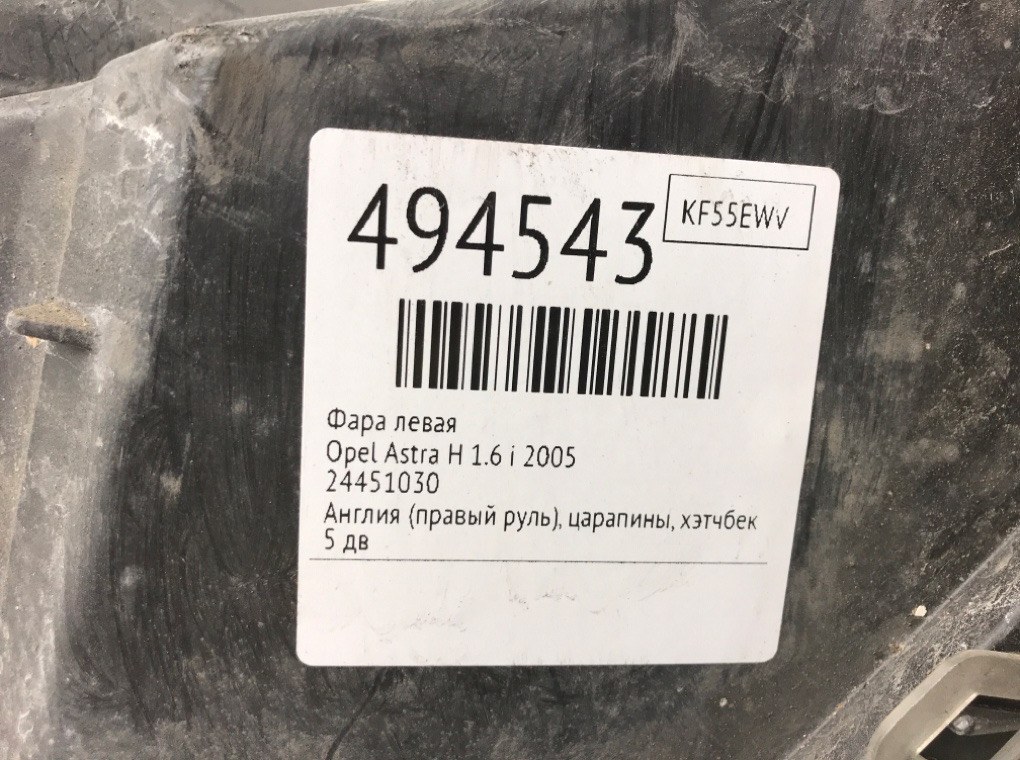 494543
KF55EWV
Фара левая
Opel Astra H 1.6 i 2005
24451030
Англия (правый руль), царапины, хэтчбек
5 дв